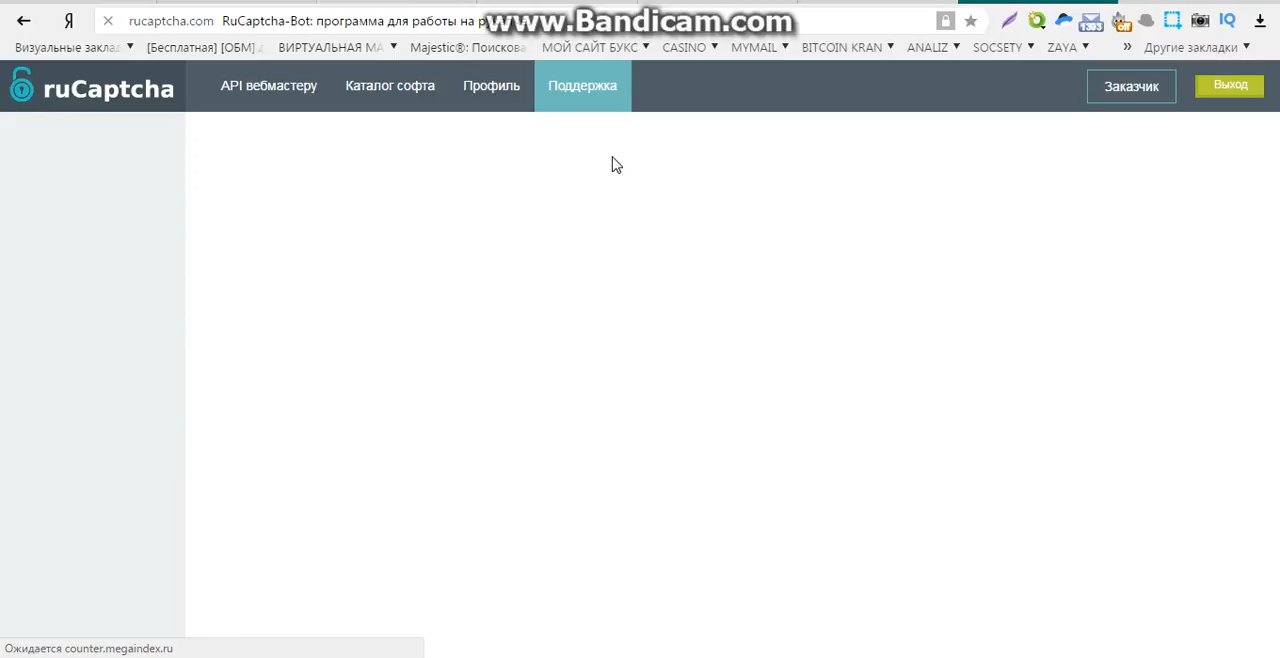 rucaptcha.com RuCaptcha-Bot: программа для работы на
www.Bandicam.com
Визуальные заклад [Бесплатная] [ОБМ] ВИРТУАЛЬНАЯ МА Majestic®: Поискова МОЙ САЙТ БУКС CASINO MYMAIL BITCOIN KRAN ANALIZ SOCSETY ZAYA » Другие закладки
ruCaptcha API вебмастеру Каталог софта Профиль Поддержка Заказчик Выход
Ожидается counter.megaindex.ru